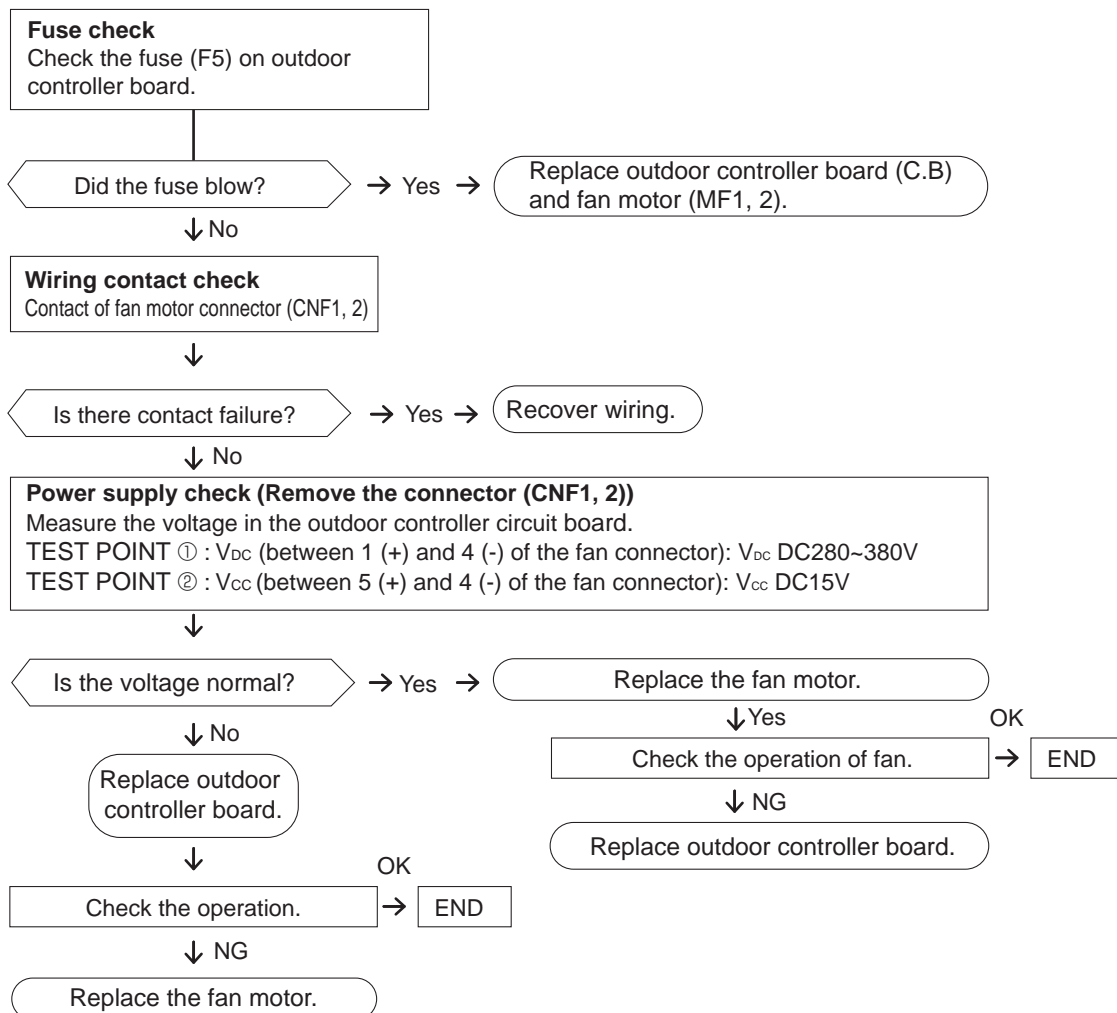 Fuse check
Check the fuse (F5) on outdoor
controller board.
Did the fuse blow?
Yes
Replace outdoor controller board (C.B)
and fan motor (MF1, 2).
No
Wiring contact check
Contact of fan motor connector (CNF1, 2)
Is there contact failure?
Yes
Recover wiring.
No
Power supply check (Remove the connector (CNF1, 2))
Measure the voltage in the outdoor controller circuit board.
TEST POINT ① : VDC (between 1 (+) and 4 (-) of the fan connector): VDC DC280~380V
TEST POINT ② : VCC (between 5 (+) and 4 (-) of the fan connector): Vcc DC15V
Is the voltage normal?
Yes
Replace the fan motor.
No
Yes
OK
Replace outdoor
controller board.
Check the operation of fan.
END
NG
Replace outdoor controller board.
OK
Check the operation.
END
NG
Replace the fan motor.